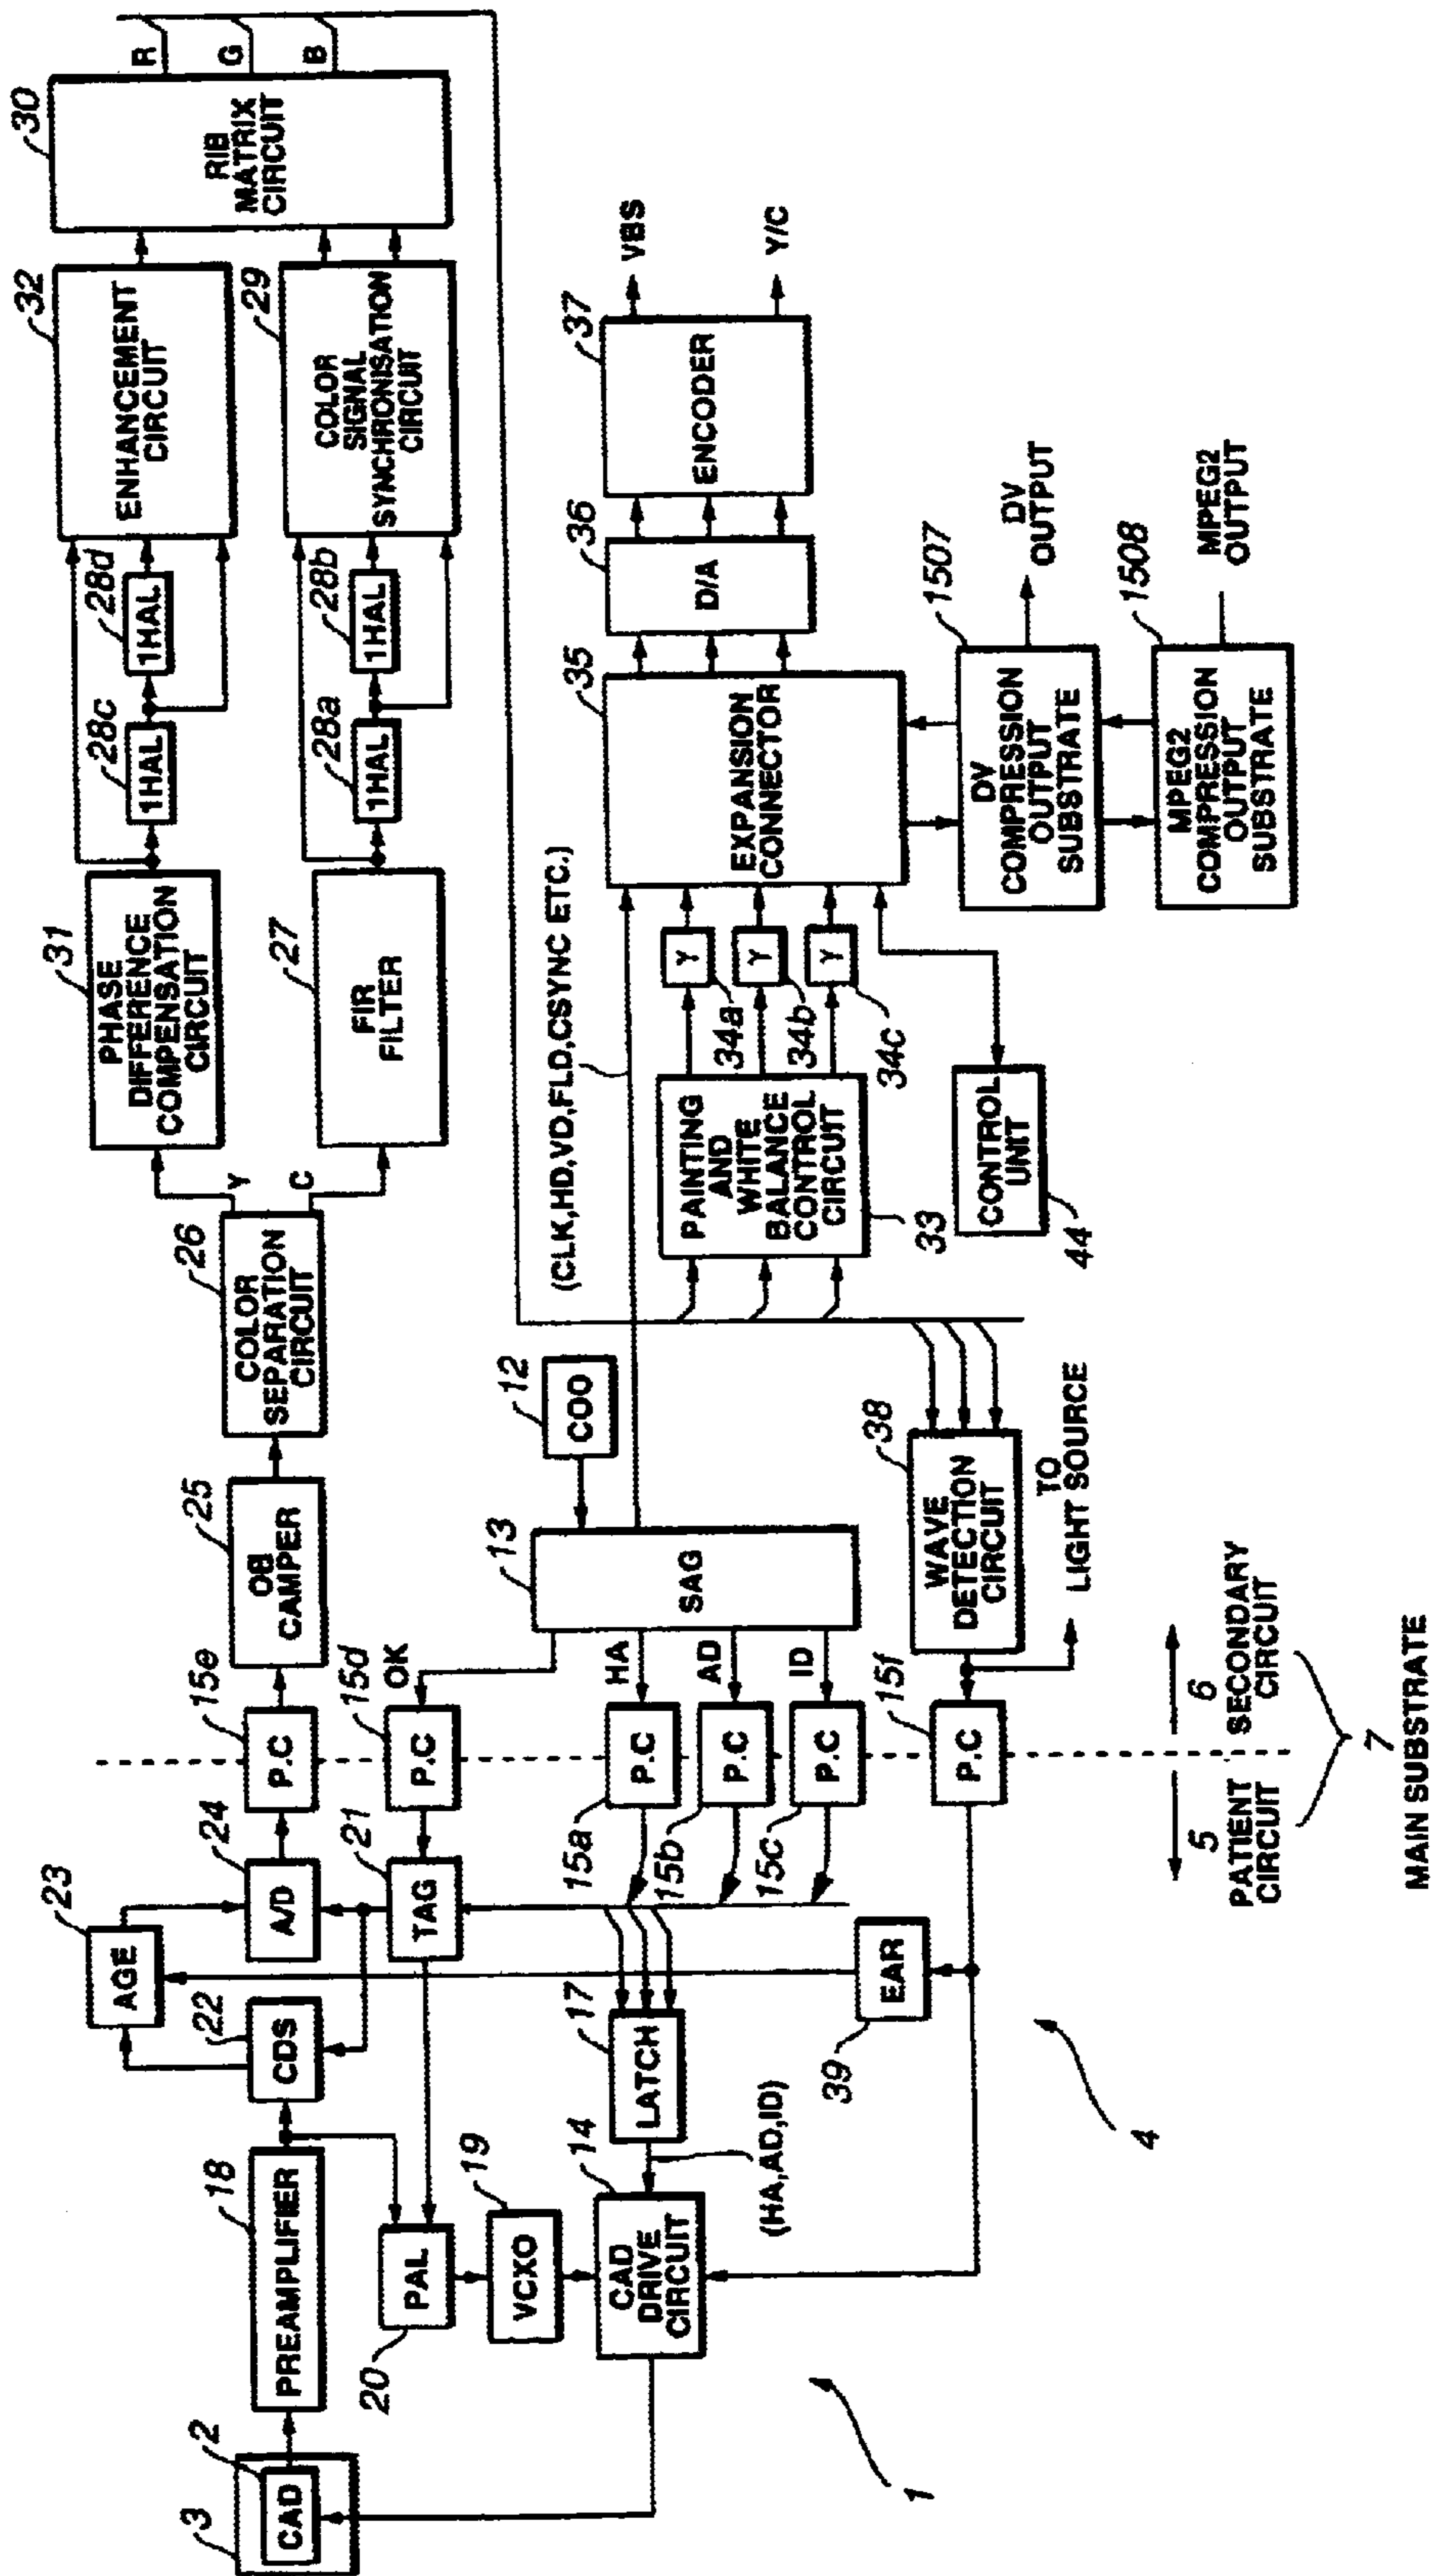 3
2
CAD
18
PREAMPLIFIER
22
CDS
23
AGE
24
A/D
15e
P.C
25
OB
CAMPER
26
COLOR
SEPARATION
CIRCUIT
Y
C
31
PHASE
DIFFERENCE
COMPENSATION
CIRCUIT
27
FIR
FILTER
28c
1HAL
28d
1HAL
28a
1HAL
28b
1HAL
32
ENHANCEMENT
CIRCUIT
29
COLOR
SIGNAL
SYNCHRONISATION
CIRCUIT
30
RIB
MATRIX
CIRCUIT
R
G
B
20
PAL
19
VCXO
14
CAD
DRIVE
CIRCUIT
(HA,AD,ID)
17
LATCH
21
TAG
15d
P.C
OK
15a
P.C
HA
15b
P.C
AD
15c
P.C
ID
13
SAG
12
COO
(CLK,HD,VD,FLD,CSYNC ETC.)
39
EAR
15f
P.C
38
WAVE
DETECTION
CIRCUIT
TO
LIGHT SOURCE
33
PAINTING
AND
WHITE
BALANCE
CONTROL
CIRCUIT
34a
γ
34b
γ
34c
γ
44
CONTROL
UNIT
35
EXPANSION
CONNECTOR
36
D/A
37
ENCODER
VBS
Y/C
1507
DV
COMPRESSION
OUTPUT
SUBSTRATE
DV
OUTPUT
1508
MPEG2
COMPRESSION
OUTPUT
SUBSTRATE
MPEG2
OUTPUT
1
4
5
PATIENT
CIRCUIT
6
SECONDARY
CIRCUIT
7
MAIN SUBSTRATE